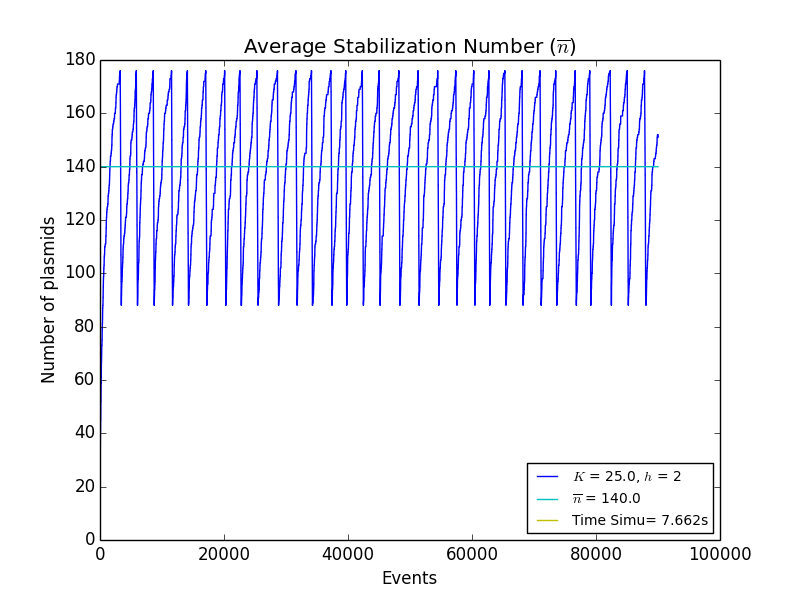 Average Stabilization Number (n̅)
180
160
140
120
100
80
60
40
20
0
Number of plasmids
0 20000 40000 60000 80000 100000
Events
K = 25.0, h = 2
n̅ = 140.0
Time Simu= 7.662s